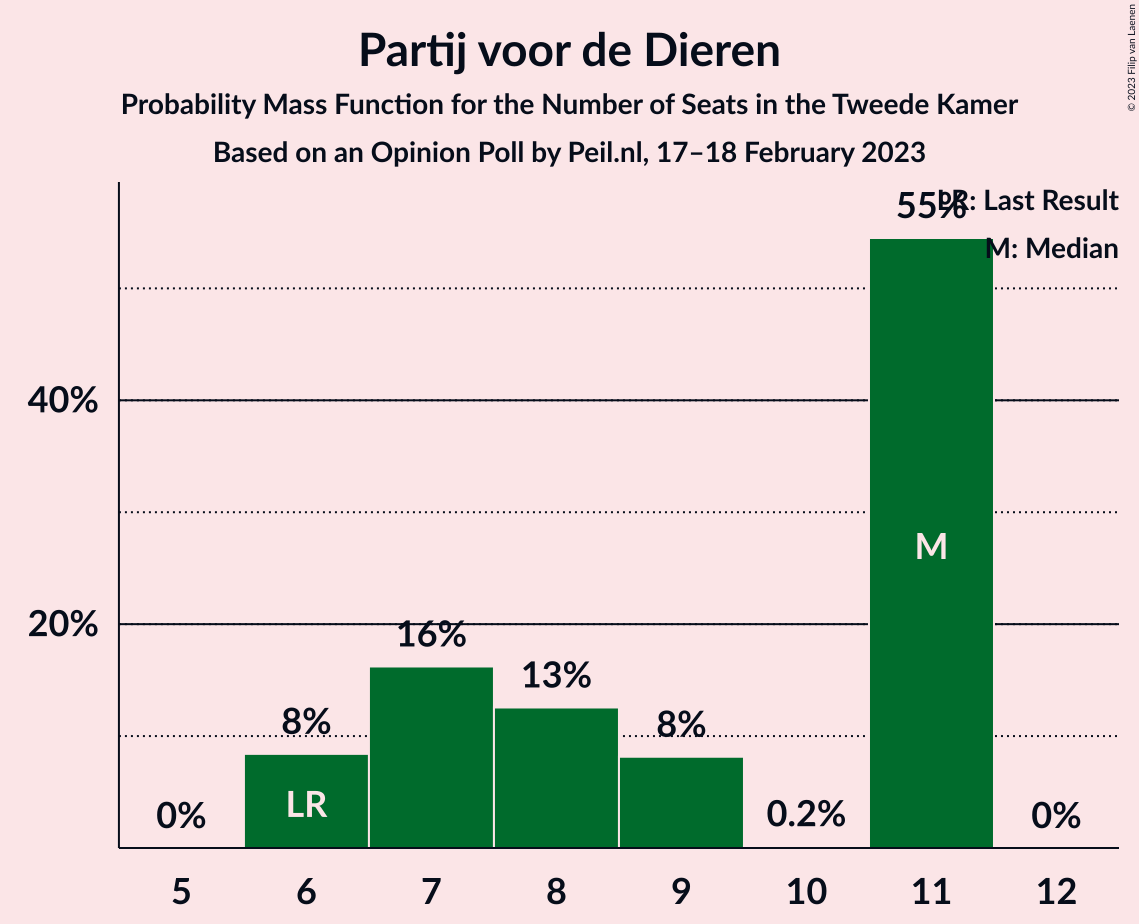 Partij voor de Dieren
Probability Mass Function for the Number of Seats in the Tweede Kamer
Based on an Opinion Poll by Peil.nl, 17–18 February 2023
© 2023 Filip van Laenen
LR: Last Result
M: Median
55%
40%
20%
0%
8%
16%
13%
8%
0.2%
0%
LR
M
5 6 7 8 9 10 11 12